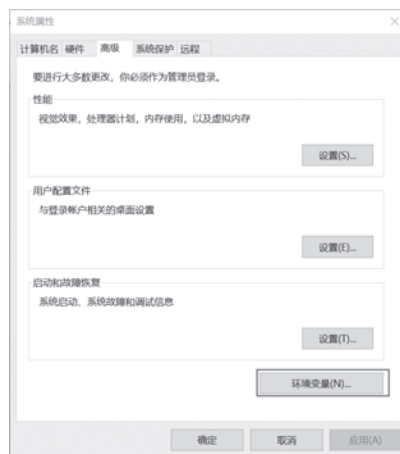 系统属性
计算机名 硬件 高级 系统保护 远程
要进行大多数更改，你必须作为管理员登录。
性能
视觉效果，处理器计划，内存使用，以及虚拟内存
设置(S)...
用户配置文件
与登录帐户相关的桌面设置
设置(E)...
启动和故障恢复
系统启动、系统故障和调试信息
设置(T)...
环境变量(N)...
确定 取消 应用(A)